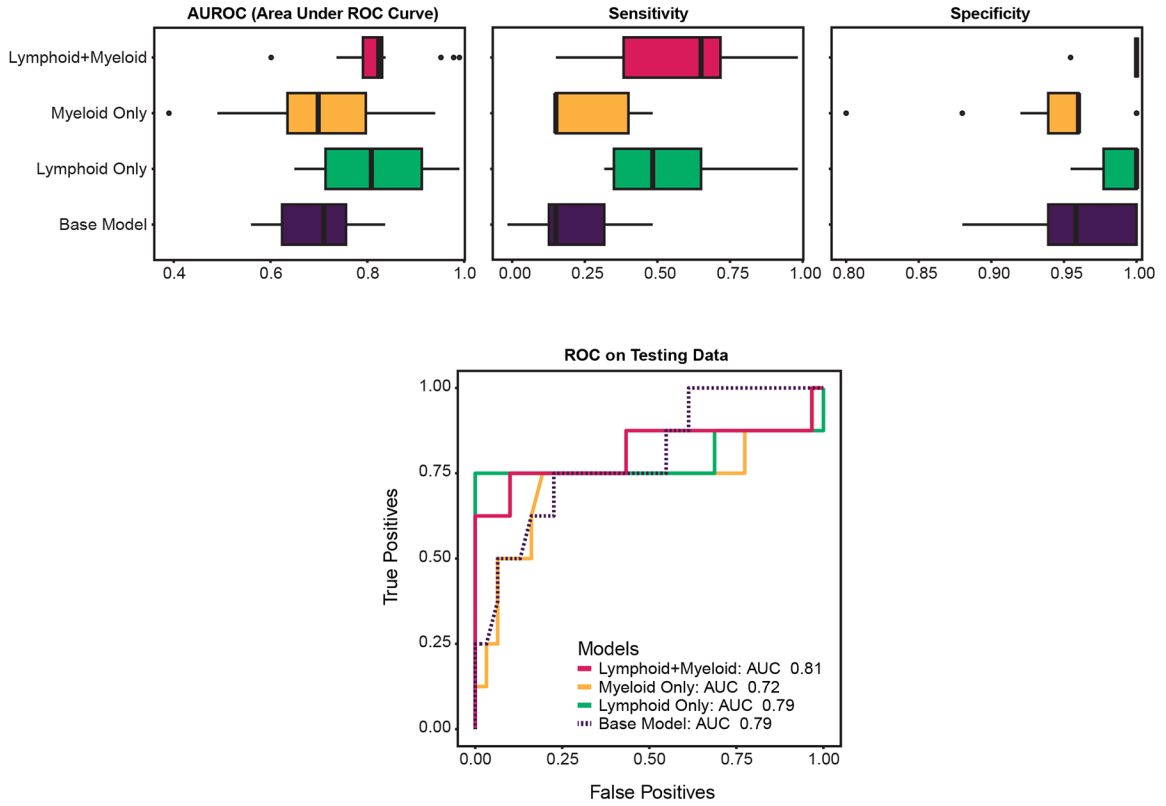 AUROC (Area Under ROC Curve)
Sensitivity
Specificity
Lymphoid+Myeloid
Myeloid Only
Lymphoid Only
Base Model
0.4 0.6 0.8 1.0
0.00 0.25 0.50 0.75 1.00
0.80 0.85 0.90 0.95 1.00
ROC on Testing Data
True Positives
1.00
0.75
0.50
0.25
0.00
Models
Lymphoid+Myeloid: AUC 0.81
Myeloid Only: AUC 0.72
Lymphoid Only: AUC 0.79
Base Model: AUC 0.79
0.00 0.25 0.50 0.75 1.00
False Positives